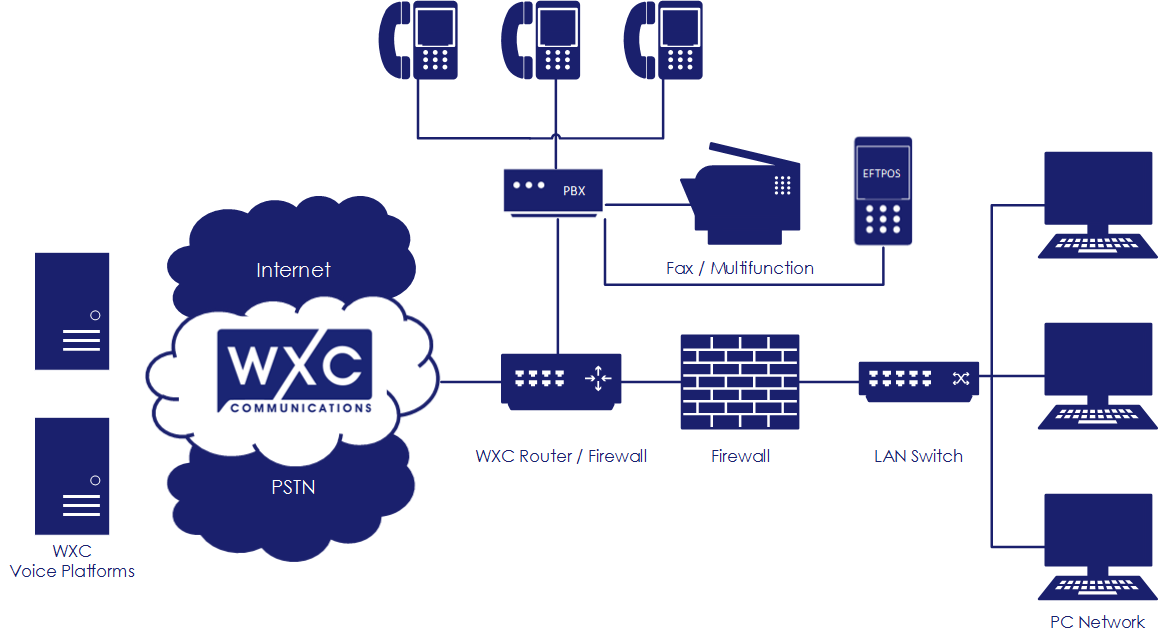 PBX
EFTPOS
Fax / Multifunction
Internet
WXC
COMMUNICATIONS
PSTN
WXC
Voice Platforms
WXC Router / Firewall
Firewall
LAN Switch
PC Network